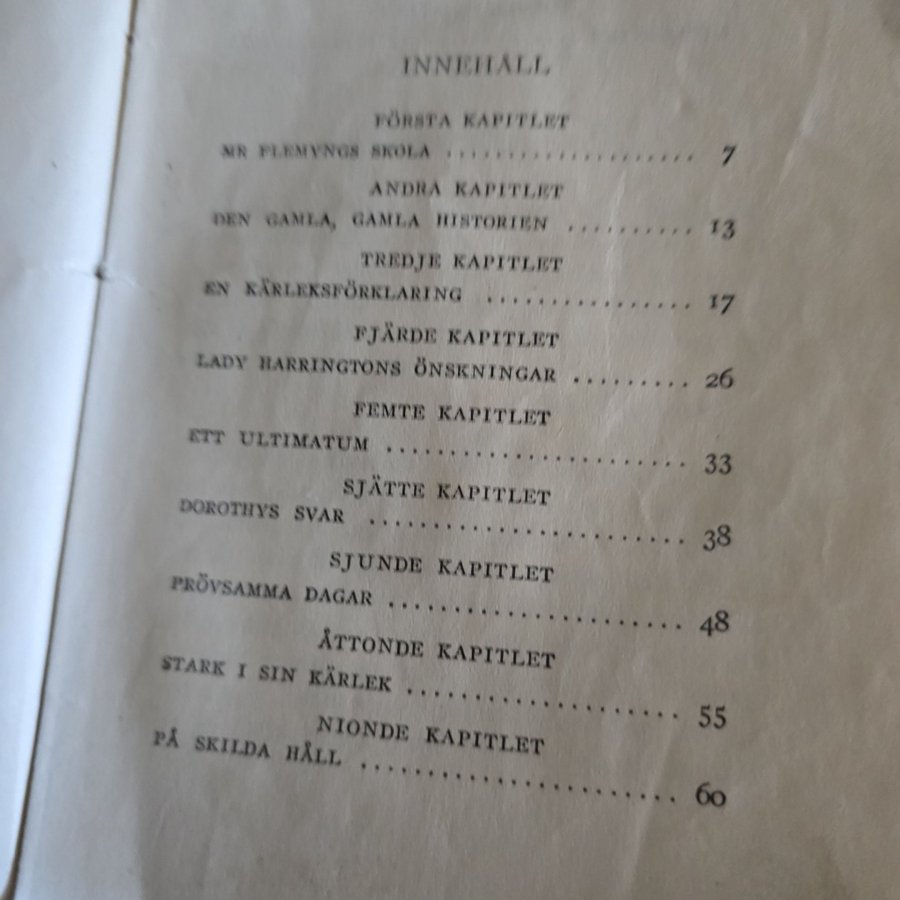 INNEHÅLL
FÖRSTA KAPITLET
MR FLEMYNGS SKOLA .................... 7
ANDRA KAPITLET
DEN GAMLA, GAMLA HISTORIEN .......... 13
TREDJE KAPITLET
EN KÄRLEKSFÖRKLARING ................ 17
FJÄRDE KAPITLET
LADY HARRINGTONS ÖNSKNINGAR ......... 26
FEMTE KAPITLET
ETT ULTIMATUM ....................... 33
SJÄTTE KAPITLET
DOROTHYS SVAR ........................ 38
SJUNDE KAPITLET
PRÖVSAMMA DAGAR ...................... 48
ÅTTONDE KAPITLET
STARK I SIN KÄRLEK .................... 55
NIONDE KAPITLET
PÅ SKILDA HÅLL ........................ 60